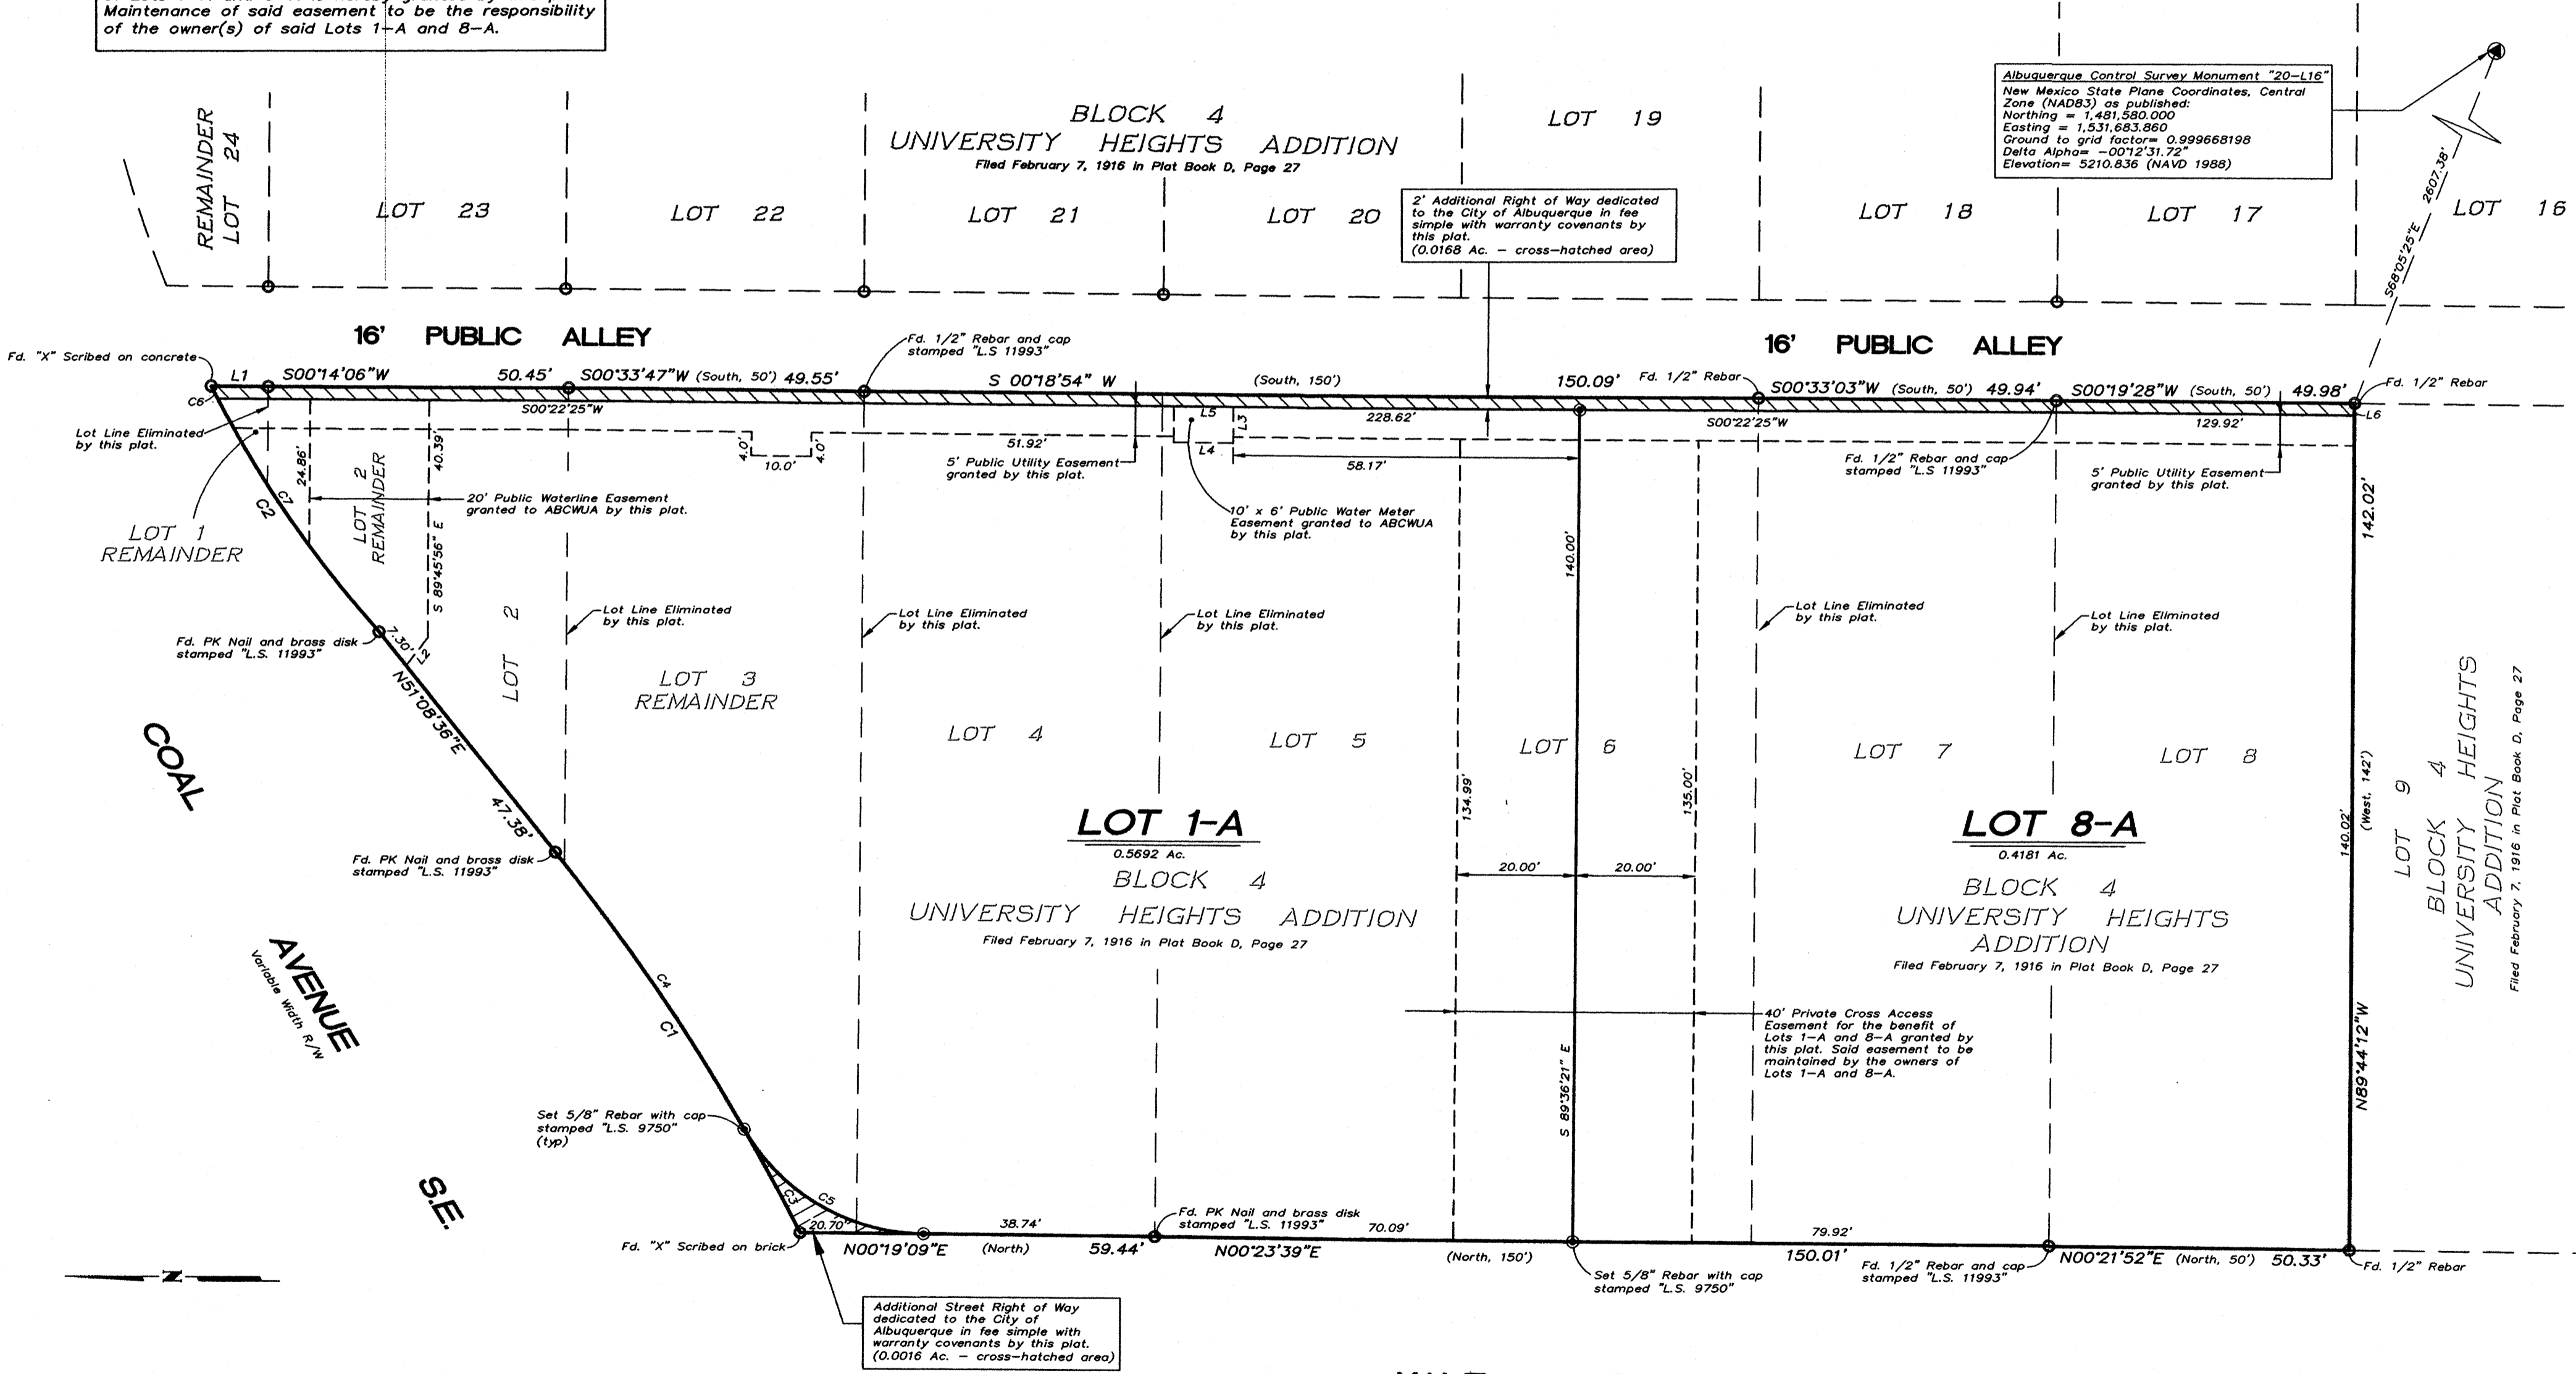 Maintenance of said easement to be the responsibility
of the owner(s) of said Lots 1-A and 8-A.
Albuquerque Control Survey Monument "20-L16"
New Mexico State Plane Coordinates, Central
Zone (NAD83) as published:
Northing = 1,481,580.000
Easting = 1,531,683.860
Ground to grid factor= 0.999668198
Delta Alpha= -00°12'31.72"
Elevation= 5210.836 (NAVD 1988)
S68°05'25"E 2607.38'
BLOCK 4
UNIVERSITY HEIGHTS ADDITION
Filed February 7, 1916 in Plat Book D, Page 27
REMAINDER
LOT 24
LOT 23
LOT 22
LOT 21
LOT 20
LOT 19
LOT 18
LOT 17
LOT 16
2' Additional Right of Way dedicated
to the City of Albuquerque in fee
simple with warranty covenants by
this plat.
(0.0168 Ac. - cross-hatched area)
16' PUBLIC ALLEY
16' PUBLIC ALLEY
Fd. "X" Scribed on concrete
Fd. 1/2" Rebar and cap
stamped "L.S 11993"
L1
S00°14'06"W
50.45'
S00°33'47"W (South, 50') 49.55'
S 00°18'54" W
(South, 150')
150.09'
Fd. 1/2" Rebar
S00°33'03"W (South, 50') 49.94'
S00°19'28"W (South, 50') 49.98'
Fd. 1/2" Rebar
C6
S00°22'25"W
L5
L3
L4
228.62'
S00°22'25"W
129.92'
L6
Lot Line Eliminated
by this plat.
24.86'
LOT 2
REMAINDER
40.39'
4.0'
10.0'
4.0'
51.92'
5' Public Utility Easement
granted by this plat.
58.17'
Fd. 1/2" Rebar and cap
stamped "L.S 11993"
5' Public Utility Easement
granted by this plat.
C7
C2
20' Public Waterline Easement
granted to ABCWUA by this plat.
10' x 6' Public Water Meter
Easement granted to ABCWUA
by this plat.
LOT 1
REMAINDER
S 89°45'56" E
140.00'
142.02'
Lot Line Eliminated
by this plat.
Lot Line Eliminated
by this plat.
Lot Line Eliminated
by this plat.
Lot Line Eliminated
by this plat.
Lot Line Eliminated
by this plat.
Fd. PK Nail and brass disk
stamped "L.S. 11993"
7.30'
L2
LOT 2
N51°08'36"E
47.38'
LOT 3
REMAINDER
LOT 4
LOT 5
LOT 6
LOT 7
LOT 8
COAL
AVENUE
Variable Width R/W
S.E.
134.99'
135.00'
140.02'
(West, 142')
LOT 9
BLOCK 4
UNIVERSITY HEIGHTS
ADDITION
Filed February 7, 1916 in Plat Book D, Page 27
LOT 1-A
0.5692 Ac.
BLOCK 4
UNIVERSITY HEIGHTS ADDITION
Filed February 7, 1916 in Plat Book D, Page 27
20.00'
20.00'
LOT 8-A
0.4181 Ac.
BLOCK 4
UNIVERSITY HEIGHTS
ADDITION
Filed February 7, 1916 in Plat Book D, Page 27
Fd. PK Nail and brass disk
stamped "L.S. 11993"
C4
C1
40' Private Cross Access
Easement for the benefit of
Lots 1-A and 8-A granted by
this plat. Said easement to be
maintained by the owners of
Lots 1-A and 8-A.
S 89°36'21" E
N89°44'12"W
Set 5/8" Rebar with cap
stamped "L.S. 9750"
(typ)
C3
C5
20.70'
Fd. "X" Scribed on brick
N00°19'09"E
38.74'
(North)
59.44'
Fd. PK Nail and brass disk
stamped "L.S. 11993"
N00°23'39"E
70.09'
(North, 150')
79.92'
150.01'
Set 5/8" Rebar with cap
stamped "L.S. 9750"
Fd. 1/2" Rebar and cap
stamped "L.S. 11993"
N00°21'52"E (North, 50') 50.33'
Fd. 1/2" Rebar
N
Additional Street Right of Way
dedicated to the City of
Albuquerque in fee simple with
warranty covenants by this plat.
(0.0016 Ac. - cross-hatched area)